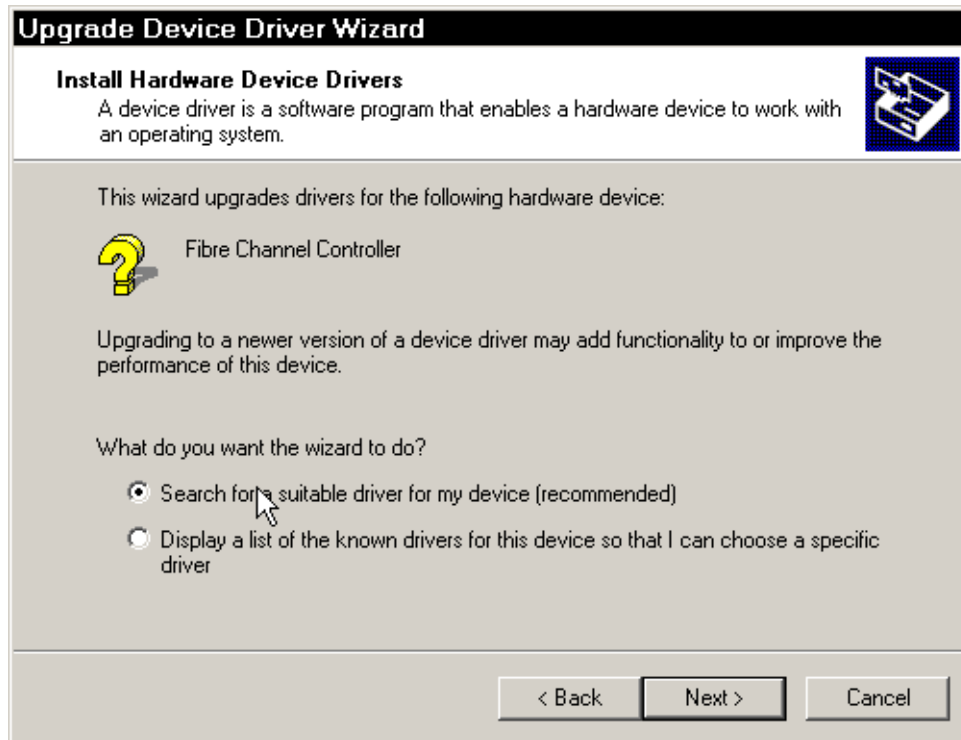 Upgrade Device Driver Wizard
Install Hardware Device Drivers
A device driver is a software program that enables a hardware device to work with
an operating system.
This wizard upgrades drivers for the following hardware device:
Fibre Channel Controller
Upgrading to a newer version of a device driver may add functionality to or improve the
performance of this device.
What do you want the wizard to do?
Search for a suitable driver for my device (recommended)
Display a list of the known drivers for this device so that I can choose a specific
driver
< Back
Next >
Cancel